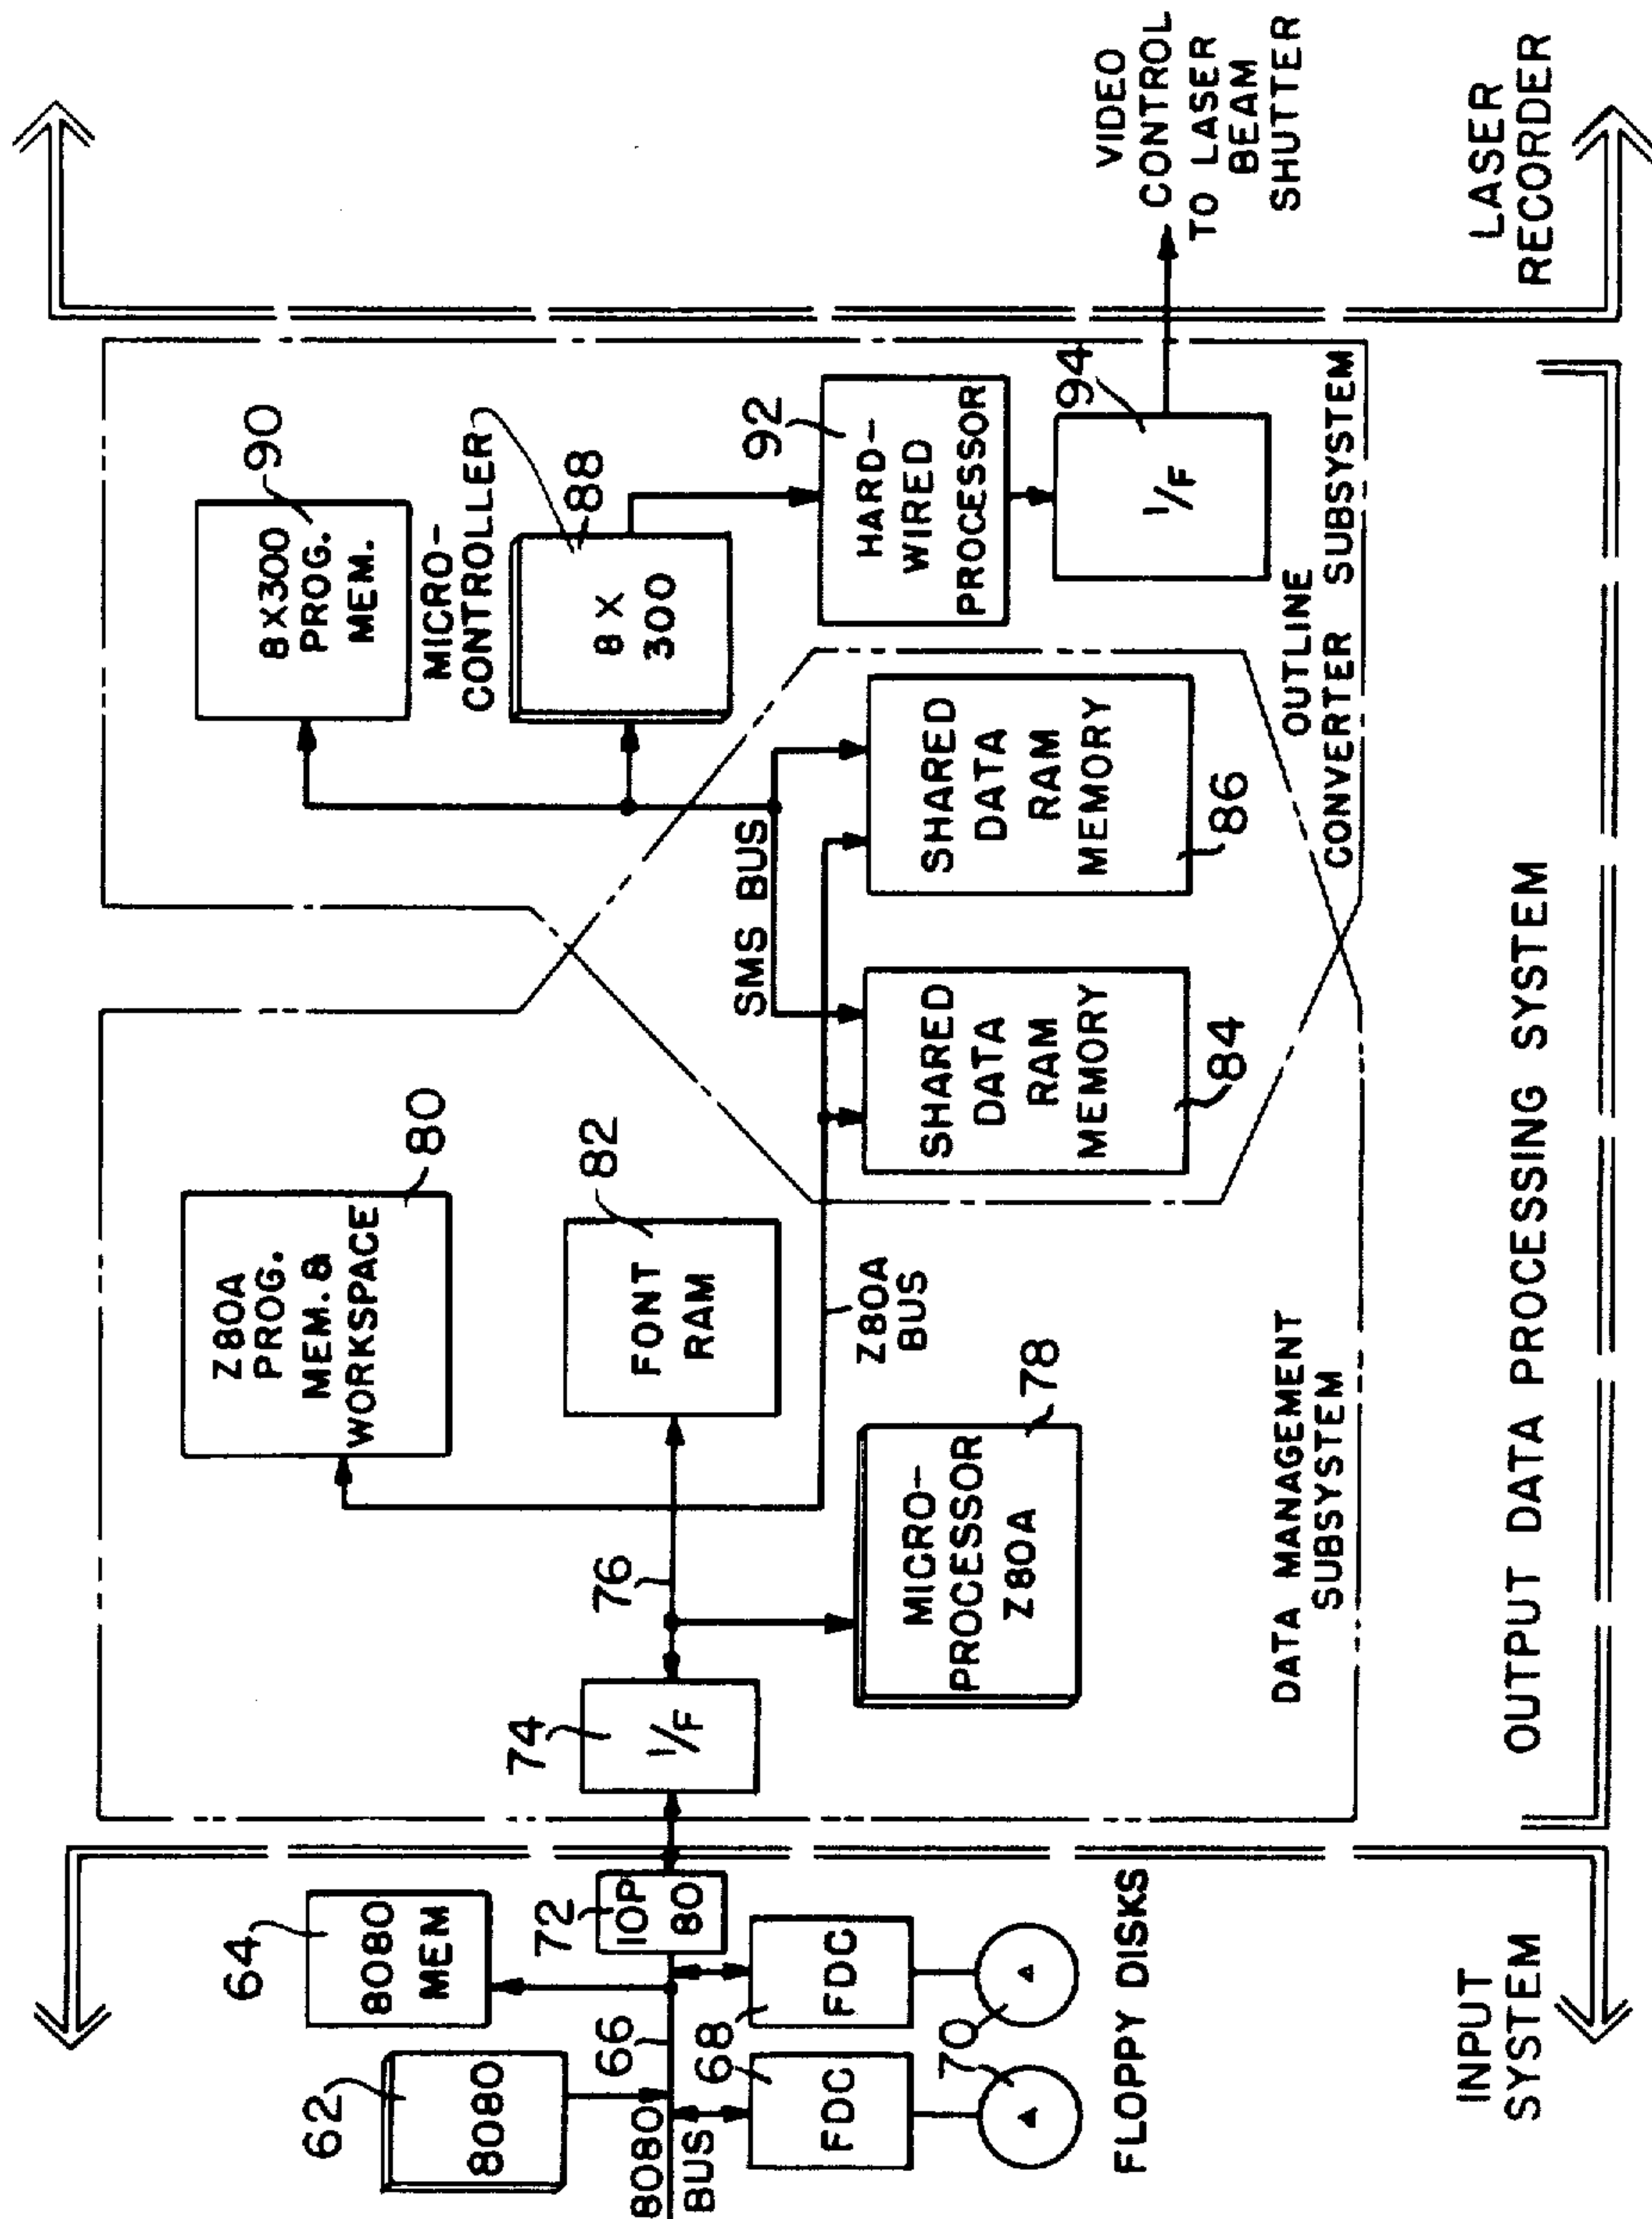 62
8080
64
8080
MEM
8080
BUS
66
72
IOP
80
68
FDC
FDC
70
FLOPPY DISKS
INPUT
SYSTEM
74
1/F
76
Z80A
PROG.
MEM. &
WORKSPACE
80
FONT
RAM
82
MICRO-
PROCESSOR
Z80A
78
Z80A
BUS
DATA MANAGEMENT
SUBSYSTEM
SHARED
DATA
RAM
MEMORY
84
SMS BUS
SHARED
DATA
RAM
MEMORY
86
8X300
PROG.
MEM.
90
MICRO-
CONTROLLER
8 X
300
88
HARD-
WIRED
PROCESSOR
92
1/F
94
OUTLINE
CONVERTER SUBSYSTEM
OUTPUT DATA PROCESSING SYSTEM
VIDEO
CONTROL
TO LASER
BEAM
SHUTTER
LASER
RECORDER